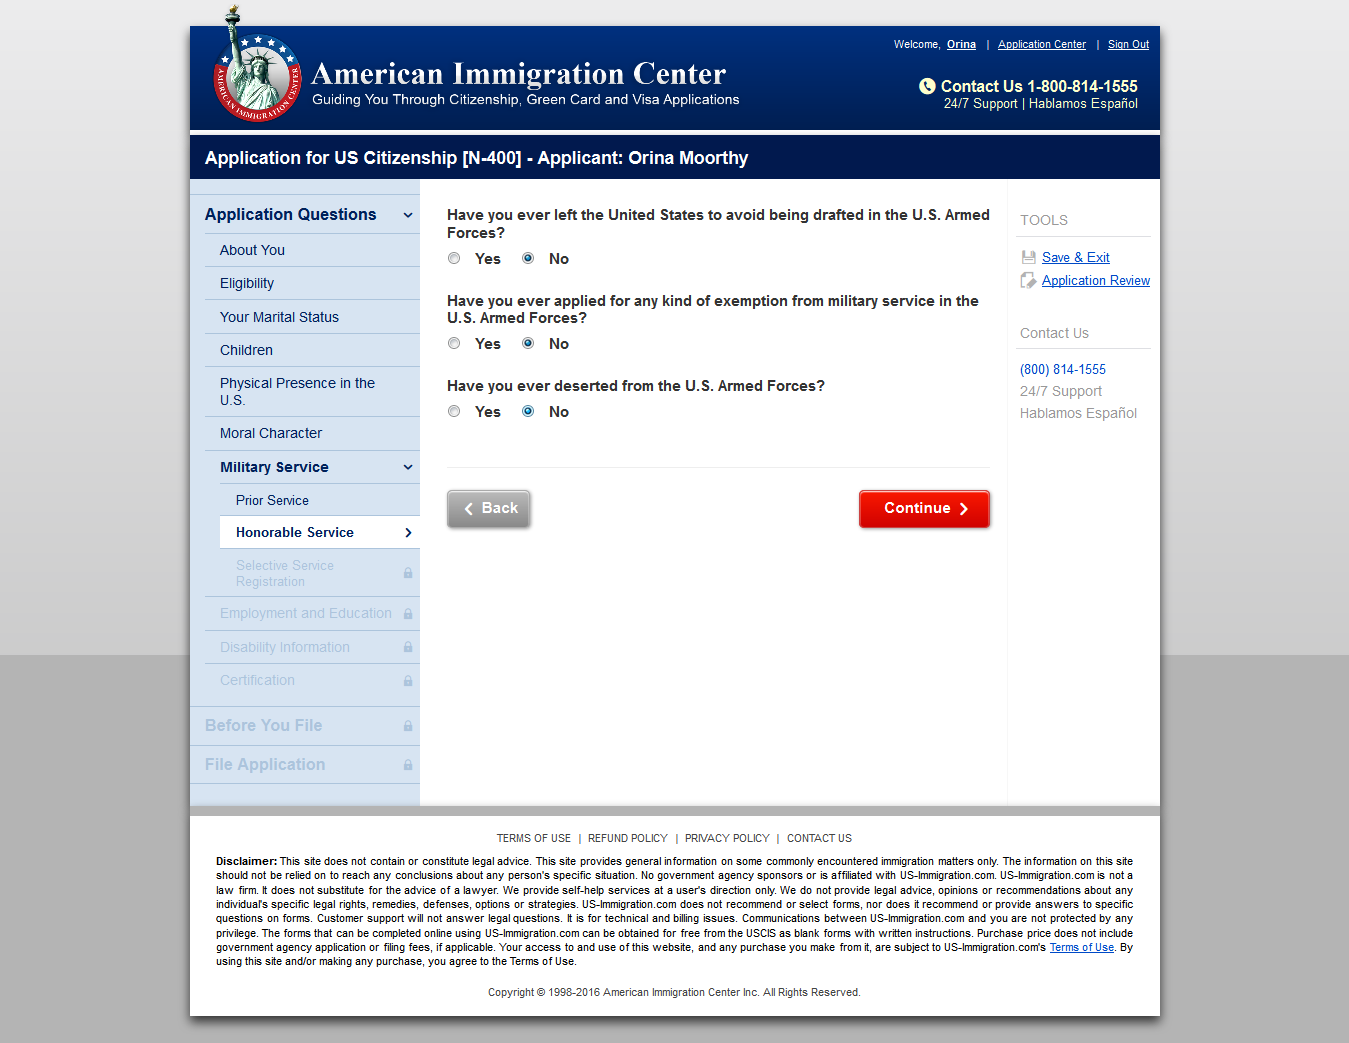 Welcome, Orina | Application Center | Sign Out
AMERICAN IMMIGRATION CENTER
American Immigration Center
Guiding You Through Citizenship, Green Card and Visa Applications
Contact Us 1-800-814-1555
24/7 Support | Hablamos Español
Application for US Citizenship [N-400] - Applicant: Orina Moorthy
Application Questions
About You
Eligibility
Your Marital Status
Children
Physical Presence in the
U.S.
Moral Character
Military Service
Prior Service
Honorable Service
Selective Service
Registration
Employment and Education
Disability Information
Certification
Before You File
File Application
Have you ever left the United States to avoid being drafted in the U.S. Armed
Forces?
Yes No
Have you ever applied for any kind of exemption from military service in the
U.S. Armed Forces?
Yes No
Have you ever deserted from the U.S. Armed Forces?
Yes No
Back
Continue
TOOLS
Save & Exit
Application Review
Contact Us
(800) 814-1555
24/7 Support
Hablamos Español
TERMS OF USE | REFUND POLICY | PRIVACY POLICY | CONTACT US
Disclaimer: This site does not contain or constitute legal advice. This site provides general information on some commonly encountered immigration matters only. The information on this site
should not be relied on to reach any conclusions about any person's specific situation. No government agency sponsors or is affiliated with US-Immigration.com. US-Immigration.com is not a
law firm. It does not substitute for the advice of a lawyer. We provide self-help services at a user's direction only. We do not provide legal advice, opinions or recommendations about any
individual's specific legal rights, remedies, defenses, options or strategies. US-Immigration.com does not recommend or select forms, nor does it recommend or provide answers to specific
questions on forms. Customer support will not answer legal questions. It is for technical and billing issues. Communications between US-Immigration.com and you are not protected by any
privilege. The forms that can be completed online using US-Immigration.com can be obtained for free from the USCIS as blank forms with written instructions. Purchase price does not include
government agency application or filing fees, if applicable. Your access to and use of this website, and any purchase you make from it, are subject to US-Immigration.com's Terms of Use. By
using this site and/or making any purchase, you agree to the Terms of Use.
Copyright © 1998-2016 American Immigration Center Inc. All Rights Reserved.